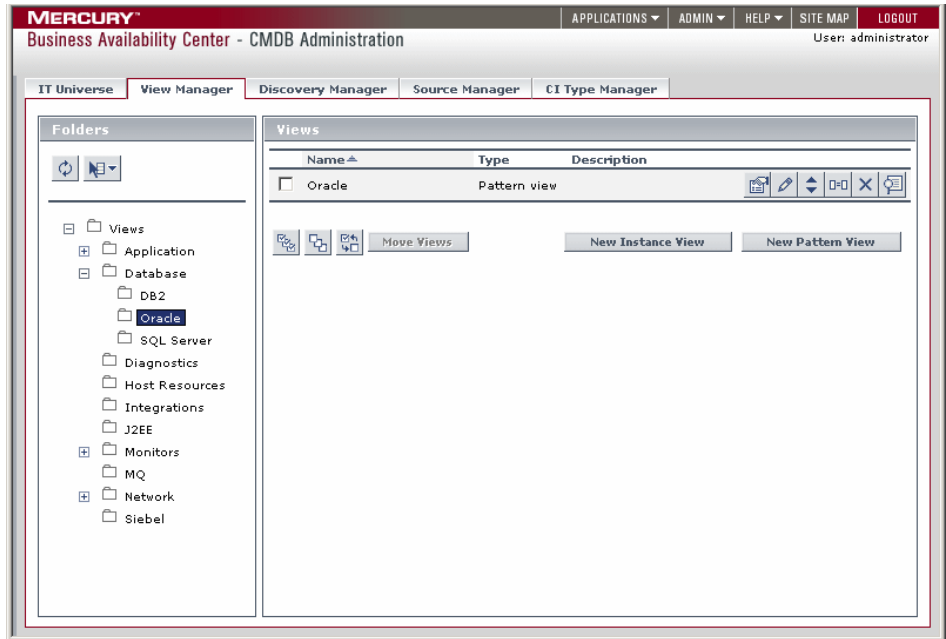 MERCURY™
APPLICATIONS ADMIN HELP SITE MAP LOGOUT
Business Availability Center - CMDB Administration
User: administrator
IT Universe View Manager Discovery Manager Source Manager CI Type Manager
Folders
Views
Application
Database
DB2
Oracle
SQL Server
Diagnostics
Host Resources
Integrations
J2EE
Monitors
MQ
Network
Siebel
Views
Name Type Description
Oracle Pattern view
Move Views New Instance View New Pattern View